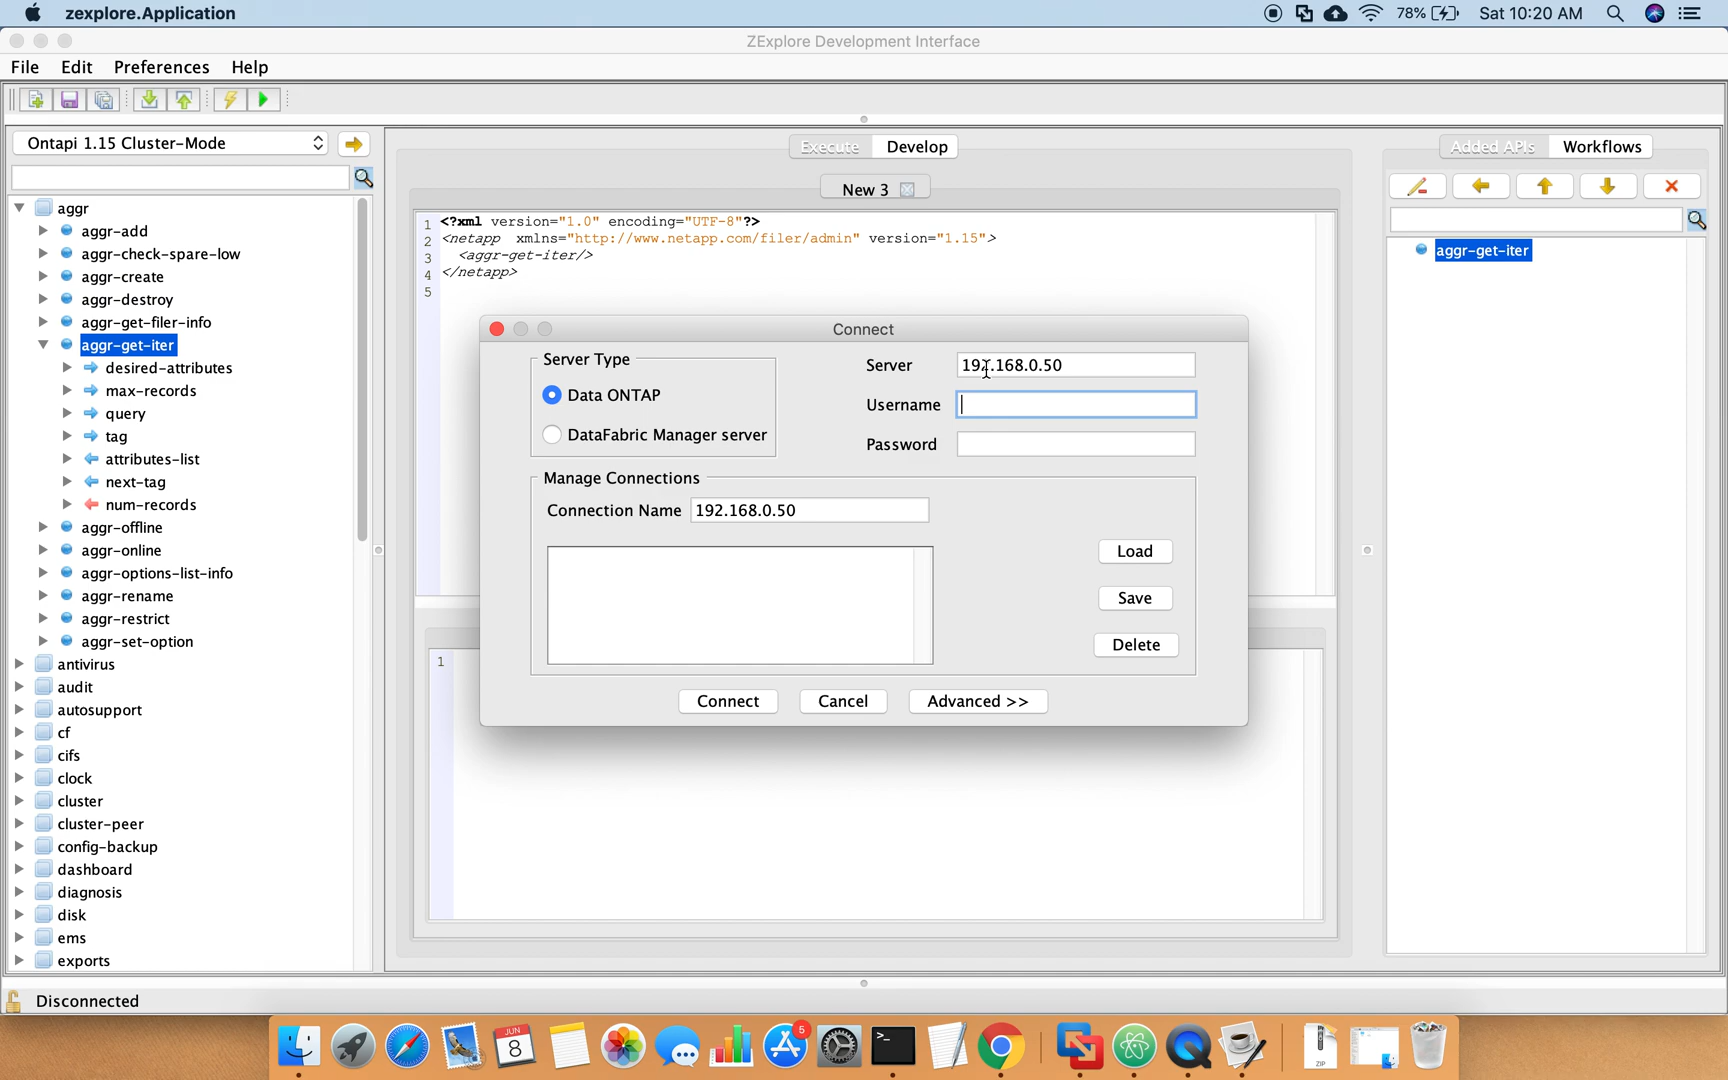 zexplore.Application
78%
Sat 10:20 AM
ZExplore Development Interface
File Edit Preferences Help
Ontapi 1.15 Cluster-Mode
aggr
aggr-add
aggr-check-spare-low
aggr-create
aggr-destroy
aggr-get-filer-info
aggr-get-iter
desired-attributes
max-records
query
tag
attributes-list
next-tag
num-records
aggr-offline
aggr-online
aggr-options-list-info
aggr-rename
aggr-restrict
aggr-set-option
antivirus
audit
autosupport
cf
cifs
clock
cluster
cluster-peer
config-backup
dashboard
diagnosis
disk
ems
exports
Execute Develop
New 3
1 <?xml version="1.0" encoding="UTF-8"?>
2 <netapp xmlns="http://www.netapp.com/filer/admin" version="1.15">
3 <aggr-get-iter/>
4 </netapp>
5
Connect
Server Type
Data ONTAP
DataFabric Manager server
Server 192.168.0.50
Username
Password
Manage Connections
Connection Name 192.168.0.50
Load
Save
Delete
Connect Cancel Advanced >>
1
Added APIs Workflows
aggr-get-iter
Disconnected
JUN
8
5
>_
ZIP